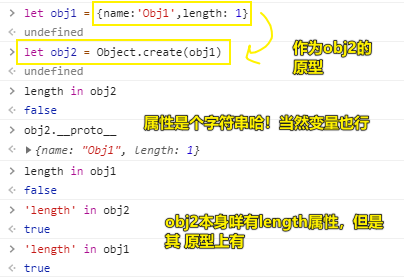 > let obj1 = {name:'Obj1',length: 1}
< undefined
> let obj2 = Object.create(obj1)
作为obj2的
原型
< undefined
> length in obj2
< false
属性是个字符串哈！当然变量也行
> obj2.__proto__
< ▶ {name: "Obj1", length: 1}
> length in obj1
< false
> 'length' in obj2
obj2本身咩有length属性，但是
其 原型上有
< true
> 'length' in obj1
< true